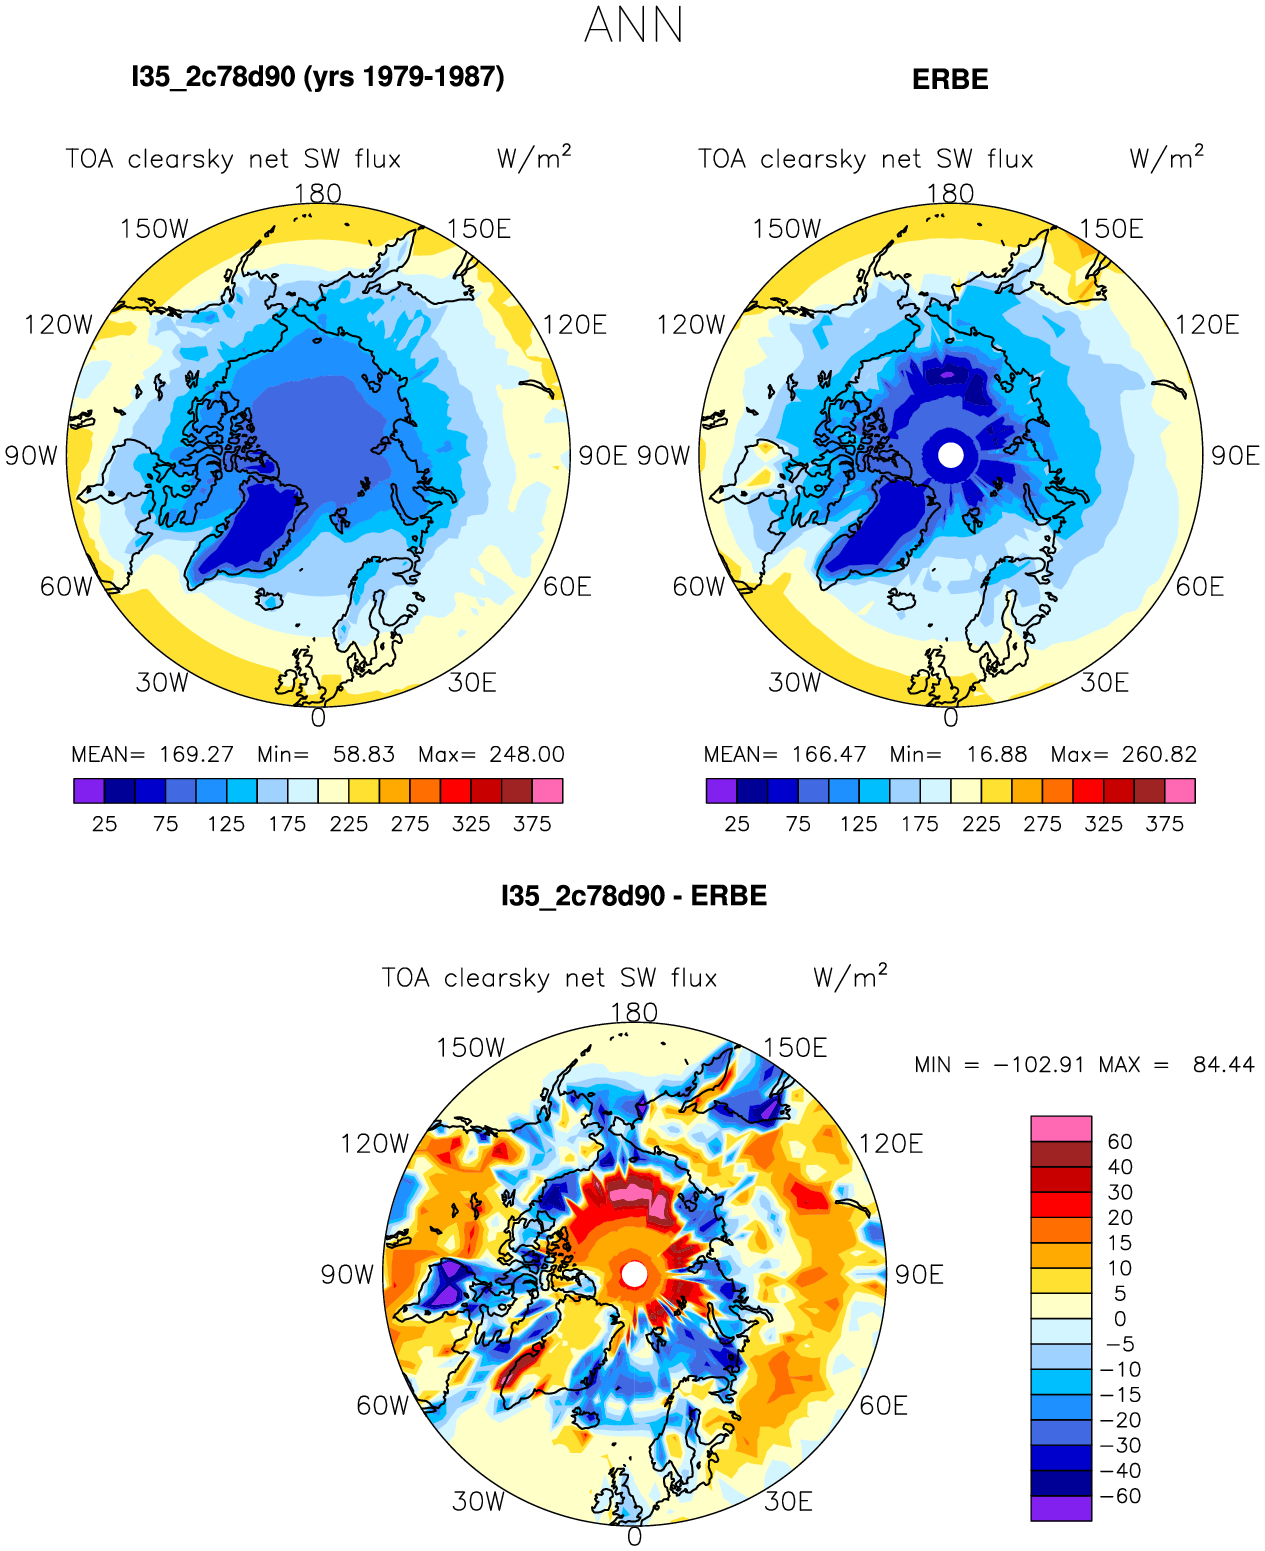 ANN
I35_2c78d90 (yrs 1979-1987)
ERBE
TOA clearsky net SW flux W/m²
TOA clearsky net SW flux W/m²
180
180
150W 150E
150W 150E
120W 120E
120W 120E
90W 90E
90W 90E
60W 60E
60W 60E
30W 30E
30W 30E
0
0
MEAN= 169.27 Min= 58.83 Max= 248.00
MEAN= 166.47 Min= 16.88 Max= 260.82
25 75 125 175 225 275 325 375
25 75 125 175 225 275 325 375
I35_2c78d90 - ERBE
TOA clearsky net SW flux W/m²
180
150W 150E
MIN = −102.91 MAX = 84.44
120W 120E
90W 90E
60W 60E
30W 30E
0
60
40
30
20
15
10
5
0
−5
−10
−15
−20
−30
−40
−60